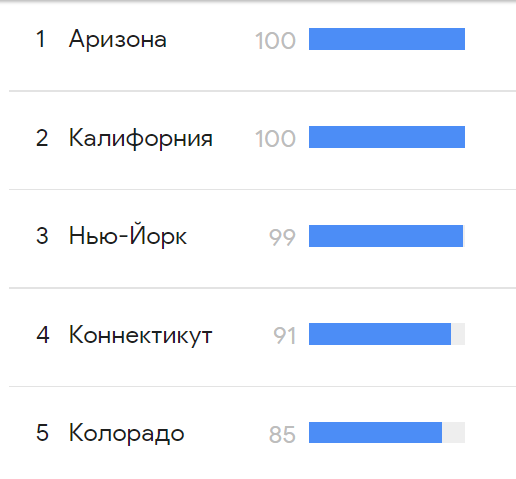 1 Аризона 100
2 Калифорния 100
3 Нью-Йорк 99
4 Коннектикут 91
5 Колорадо 85